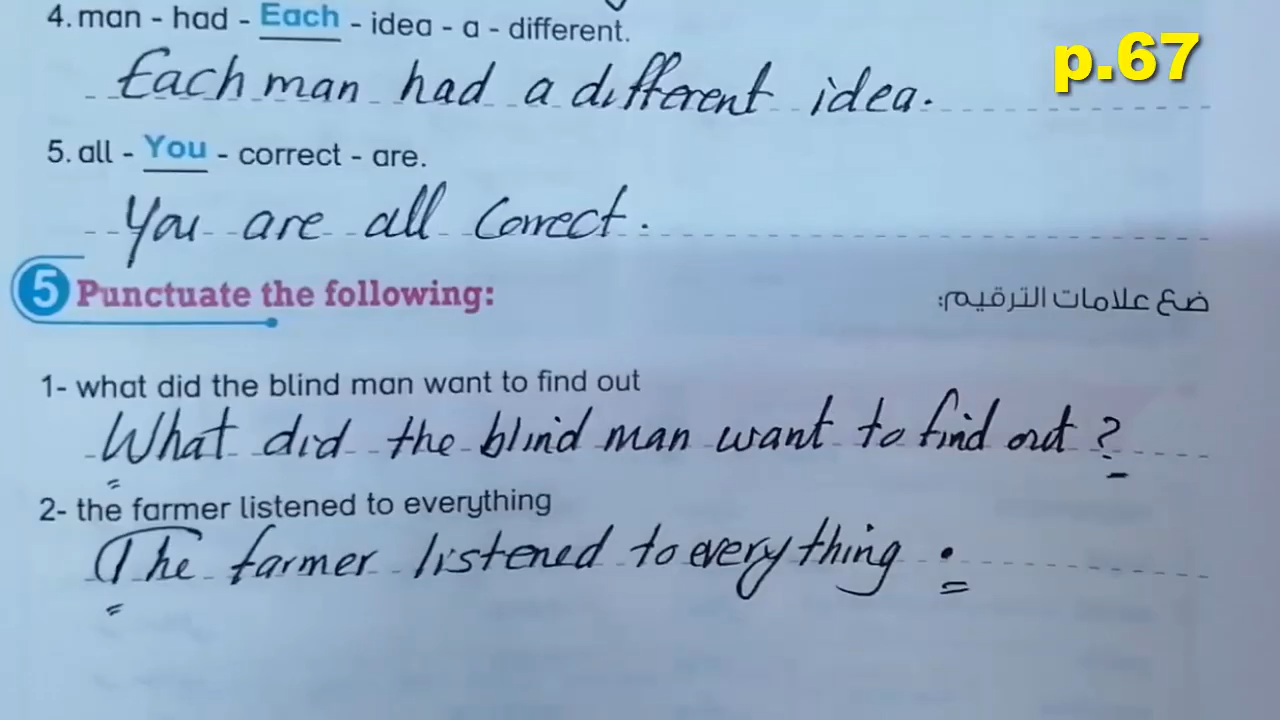 4. man - had - Each - idea - a - different.
p.67
Each man had a different idea.
5. all - You - correct - are.
You are all correct.
5 Punctuate the following:
ضع علامات الترقيم:
1- what did the blind man want to find out
What did the blind man want to find out ?
2- the farmer listened to everything
The farmer listened to everything .